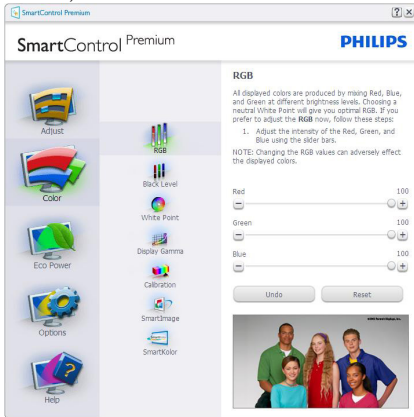 SmartControl Premium
SmartControl Premium
PHILIPS
Adjust
Color
Eco Power
Options
Help
RGB
Black Level
White Point
Display Gamma
Calibration
SmartImage
SmartKolor
RGB
All displayed colors are produced by mixing Red, Blue,
and Green at different brightness levels. Choosing a
neutral White Point will give you optimal RGB. If you
prefer to adjust the RGB now, follow these steps:
1. Adjust the intensity of the Red, Green, and
Blue using the slider bars.
NOTE: Changing the RGB values can adversely effect
the displayed colors.
Red 100
Green 100
Blue 100
Undo Reset